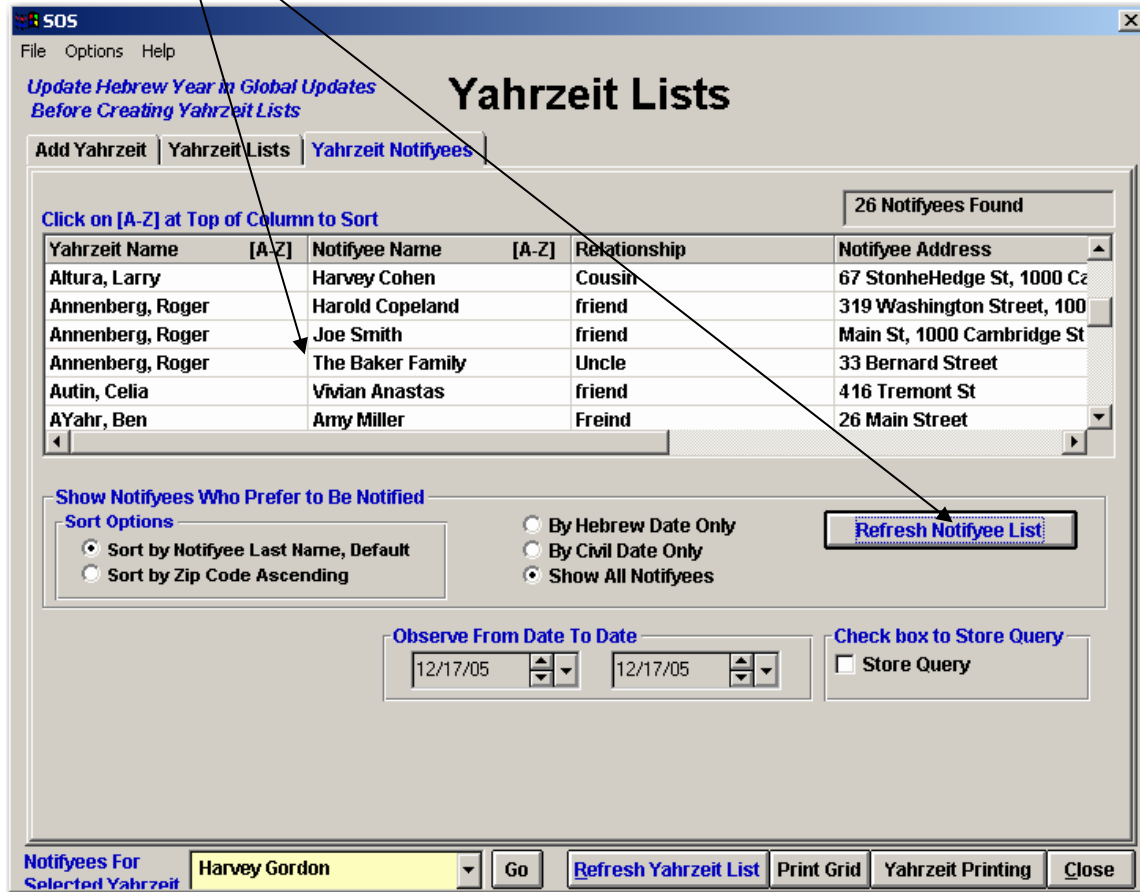 SOS
File Options Help
Update Hebrew Year in Global Updates
Before Creating Yahrzeit Lists
Yahrzeit Lists
Add Yahrzeit Yahrzeit Lists Yahrzeit Notifyees
26 Notifyees Found
Click on [A-Z] at Top of Column to Sort
Yahrzeit Name [A-Z] Notifyee Name [A-Z] Relationship Notifyee Address
Altura, Larry Harvey Cohen Cousin 67 StonheHedge St, 1000 Ca
Annenberg, Roger Harold Copeland friend 319 Washington Street, 100
Annenberg, Roger Joe Smith friend Main St, 1000 Cambridge St
Annenberg, Roger The Baker Family Uncle 33 Bernard Street
Autin, Celia Vivian Anastas friend 416 Tremont St
AYahr, Ben Amy Miller Freind 26 Main Street
Show Notifyees Who Prefer to Be Notified
Sort Options
Sort by Notifyee Last Name, Default
Sort by Zip Code Ascending
By Hebrew Date Only
By Civil Date Only
Show All Notifyees
Refresh Notifyee List
Observe From Date To Date
12/17/05 12/17/05
Check box to Store Query
Store Query
Notifyees For
Selected Yahrzeit
Harvey Gordon Go Refresh Yahrzeit List Print Grid Yahrzeit Printing Close